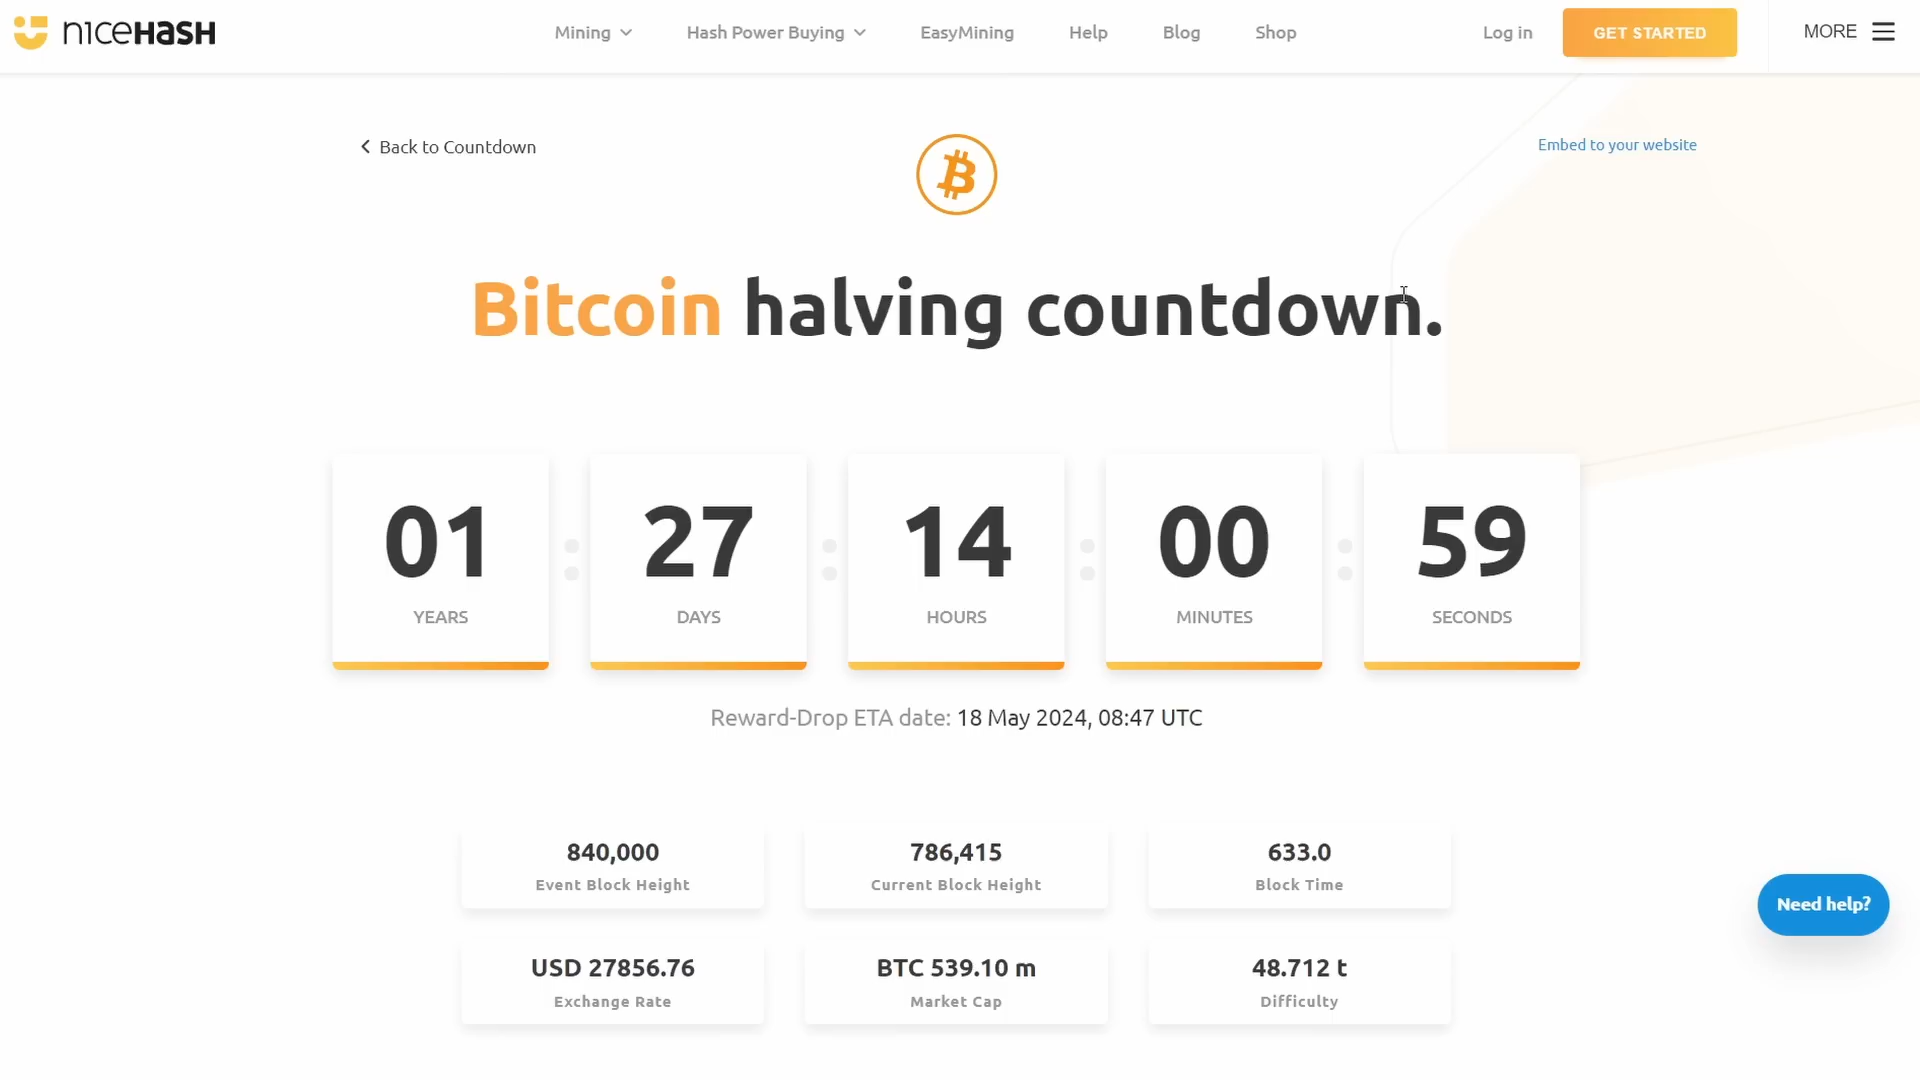 nıceHasH
Mining
Hash Power Buying
EasyMining
Help
Blog
Shop
Log in
GET STARTED
MORE
Back to Countdown
Embed to your website
Bitcoin halving countdown.
01
YEARS
27
DAYS
14
HOURS
00
MINUTES
59
SECONDS
Reward-Drop ETA date: 18 May 2024, 08:47 UTC
840,000
Event Block Height
786,415
Current Block Height
633.0
Block Time
USD 27856.76
Exchange Rate
BTC 539.10 m
Market Cap
48.712 t
Difficulty
Need help?